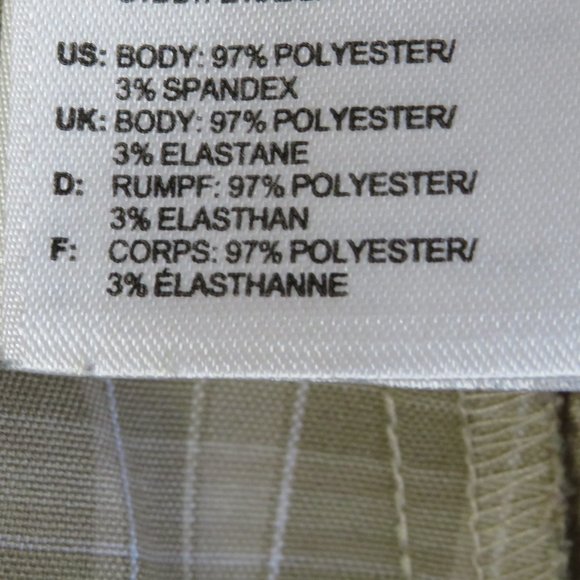 US: BODY: 97% POLYESTER/
3% SPANDEX
UK: BODY: 97% POLYESTER/
3% ELASTANE
D: RUMPF: 97% POLYESTER/
3% ELASTHAN
F: CORPS: 97% POLYESTER/
3% ÉLASTHANNE